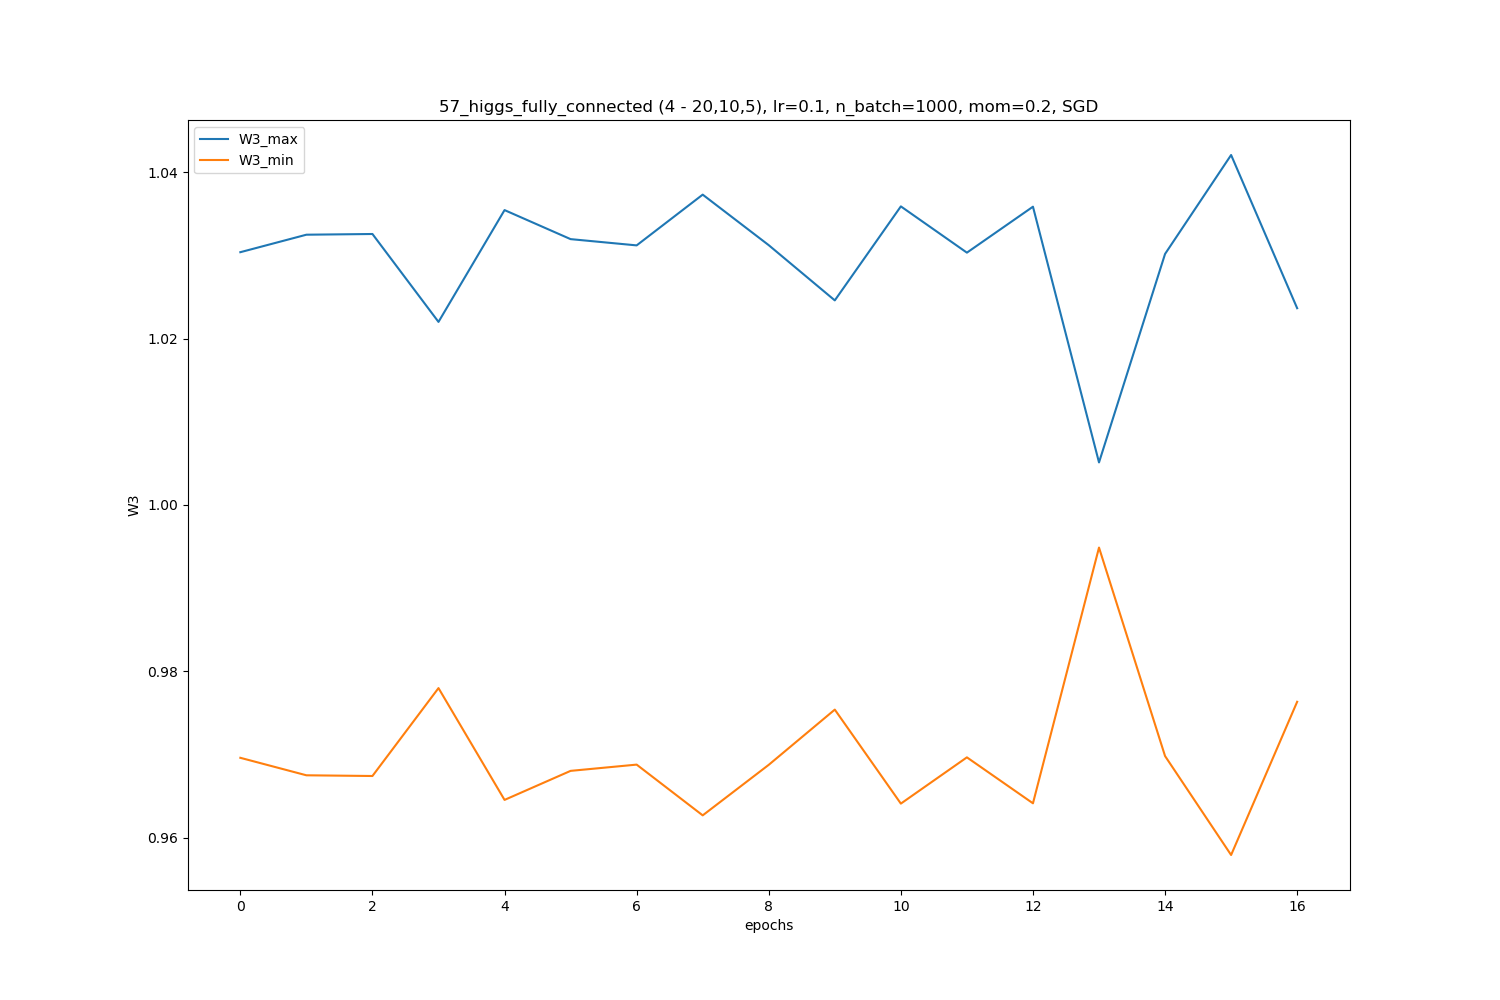 57_higgs_fully_connected (4 - 20,10,5), lr=0.1, n_batch=1000, mom=0.2, SGD
W3_max
W3_min
1.04
1.02
1.00
0.98
0.96
W3
0 2 4 6 8 10 12 14 16
epochs